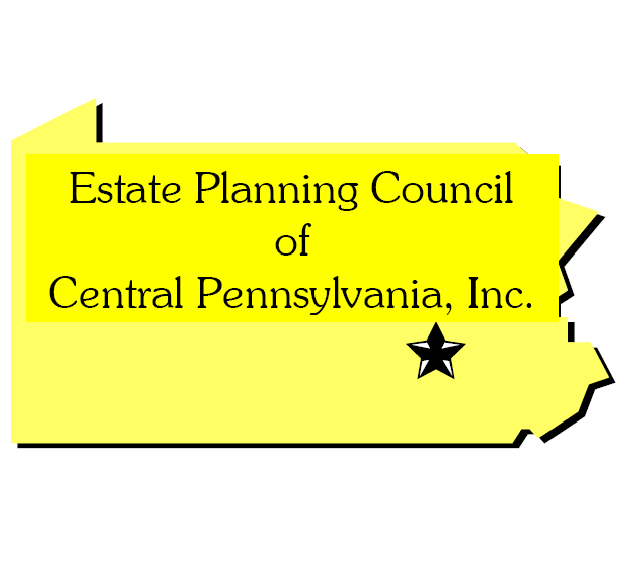 Estate Planning Council
of
Central Pennsylvania, Inc.